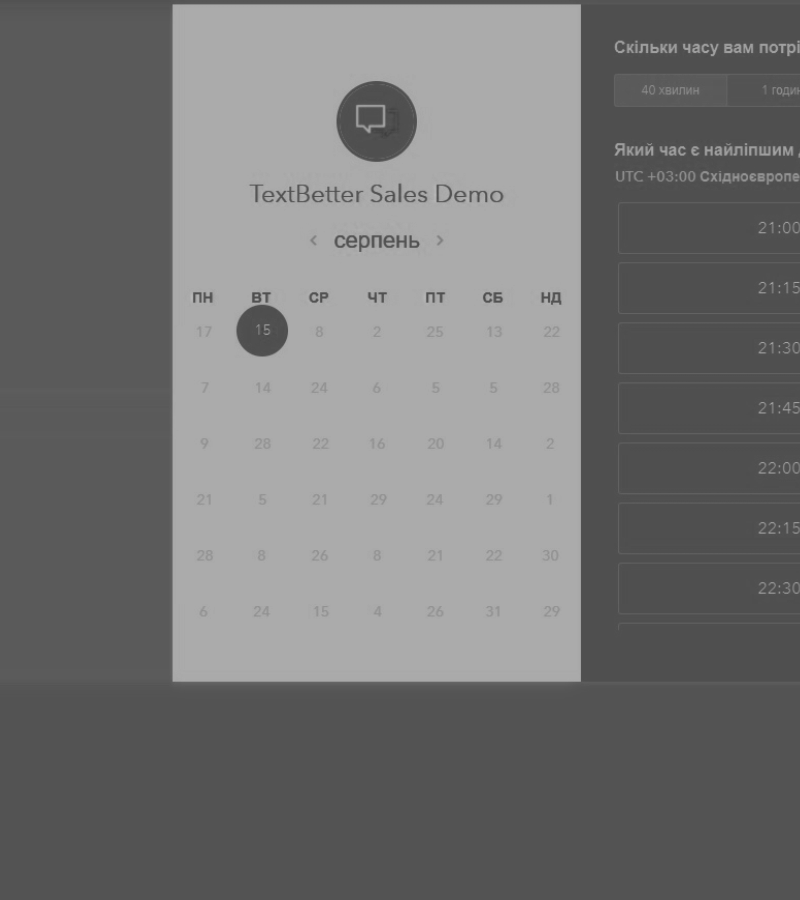 TextBetter Sales Demo
серпень
ПН ВТ СР ЧТ ПТ СБ НД
17 15 8 2 25 13 22
7 14 24 6 5 5 28
9 28 22 16 20 14 2
21 5 21 29 24 29 1
28 8 26 8 21 22 30
6 24 15 4 26 31 29
Скільки часу вам потрі
40 хвилин 1 годин
Який час є найліпшим
UTC +03:00 Східноєвропе
21:00
21:15
21:30
21:45
22:00
22:15
22:30